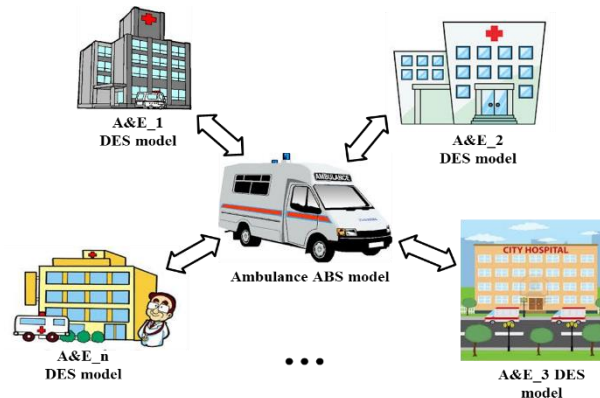 A&E_1
DES model
A&E_2
DES model
AMBULANCE
Ambulance ABS model
CITY HOSPITAL
A&E_n
DES model
...
A&E_3 DES
model